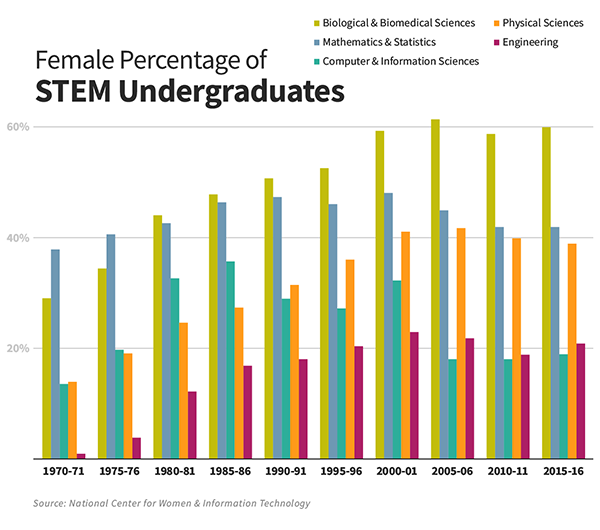 Female Percentage of
STEM Undergraduates
Biological & Biomedical Sciences
Mathematics & Statistics
Computer & Information Sciences
Physical Sciences
Engineering
60%
40%
20%
1970-71 1975-76 1980-81 1985-86 1990-91 1995-96 2000-01 2005-06 2010-11 2015-16
Source: National Center for Women & Information Technology